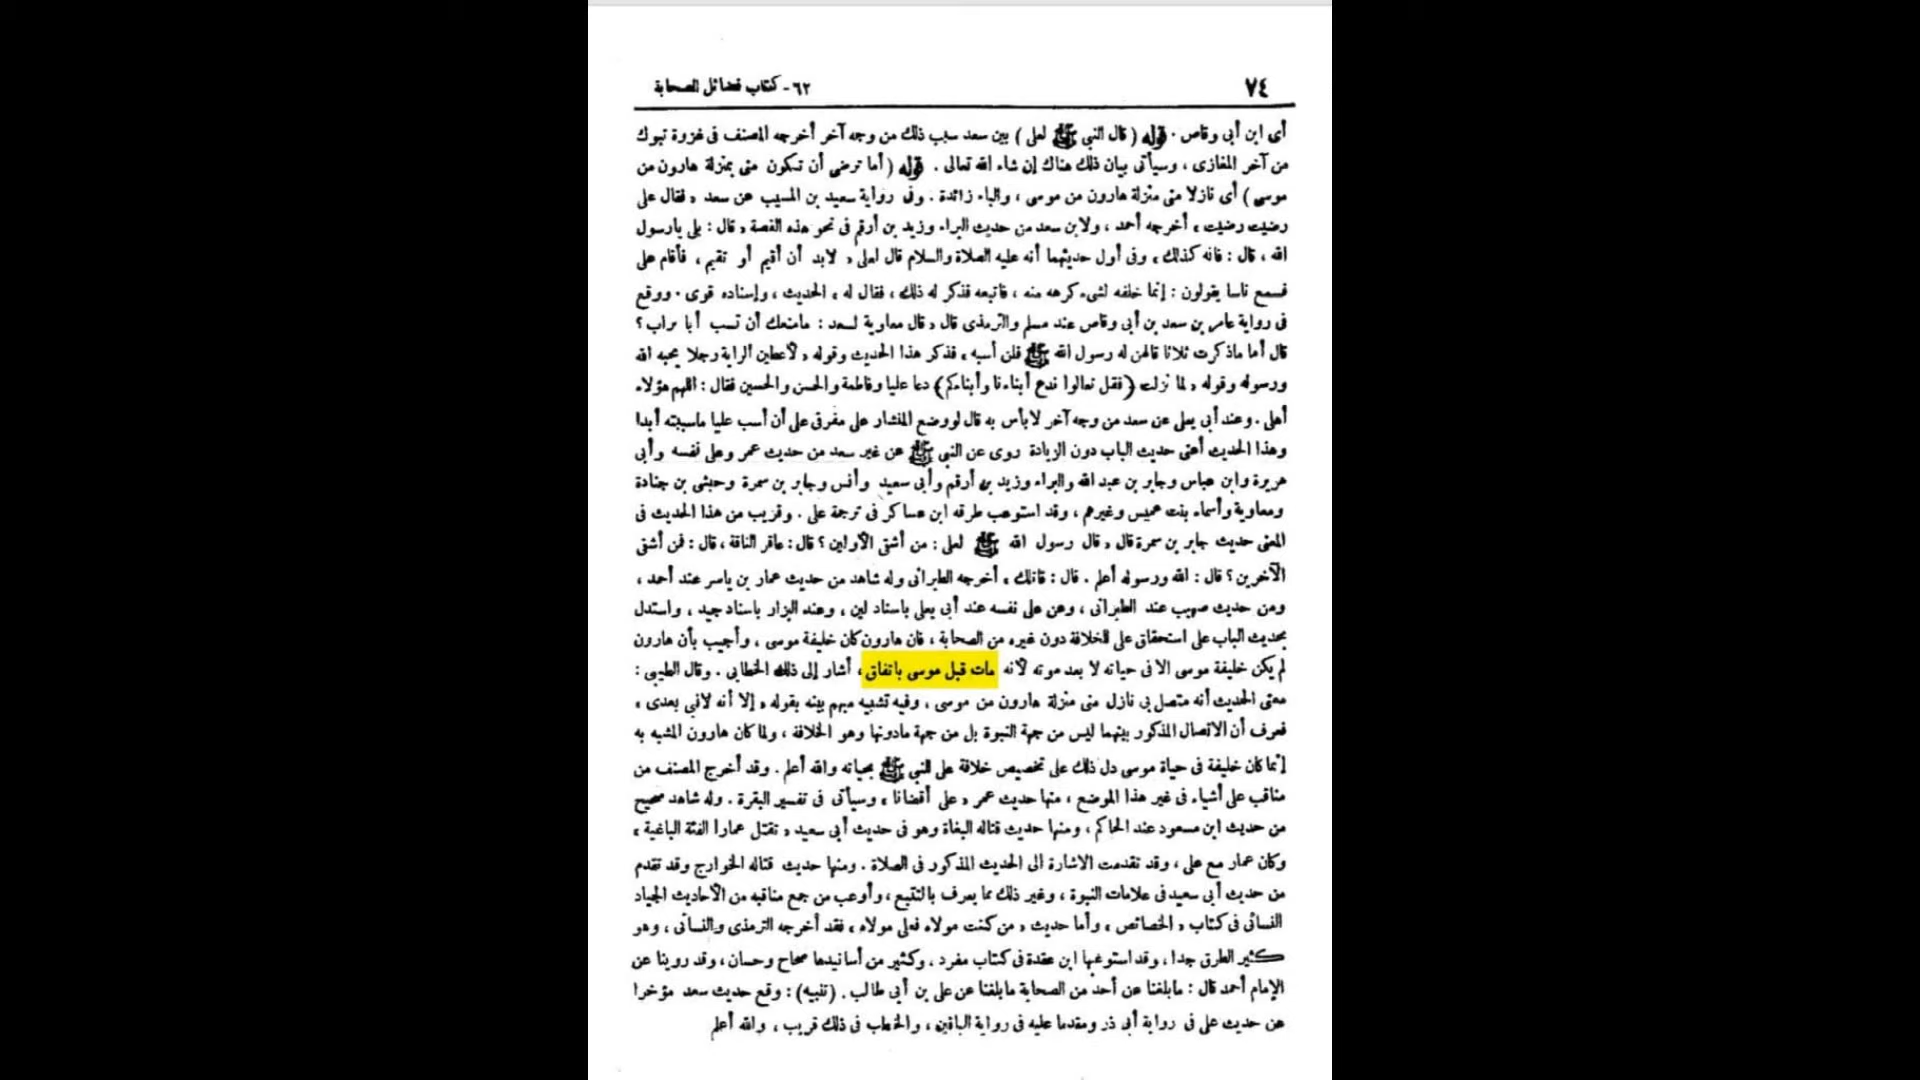 ٧٤
٦٢ - كتاب فضائل الصحابة
أى ابن أبى وقاص . قوله ( قال النبى ﷺ لعلى ) بين سعد سبب ذلك من وجه آخر أخرجه المصنف فى غزوة تبوك
من آخر المغازى ، وسيأتى بيان ذلك هناك إن شاء الله تعالى . قوله ( أما ترضى أن تكون منى بمنزلة هارون من
موسى ) أى نازلا منى منزلة هارون من موسى ، والباء زائدة . وفى رواية سعيد بن المسيب عن سعد « فقال على
رضيت رضيت » أخرجه أحمد ، ولابن سعد من حديث البراء وزيد بن أرقم فى نحو هذه القصة « قال : بلى يارسول
الله ، قال : فانه كذلك » وفى أول حديثهما أنه عليه الصلاة والسلام قال لعلى « لابد أن أقيم أو تقيم ، فأقام على
فسمع ناسا يقولون : إنما خلفه لشىء كرهه منه ، فاتبعه فذكر له ذلك ، فقال له » الحديث ، وإسناده قوى . ووقع
فى رواية عامر بن سعد بن أبى وقاص عند مسلم والترمذى قال « قال معاوية لسعد : مامنعك أن تسب أبا تراب ؟
قال أما ماذكرت ثلاثا قالهن له رسول الله ﷺ فلن أسبه » فذكر هذا الحديث وقوله « لأعطين الراية رجلا يحبه الله
ورسوله وقوله « لما نزلت ( فقل تعالوا ندع أبناءنا وأبناءكم ) دعا عليا وفاطمة والحسن والحسين فقال : اللهم هؤلاء
أهلى . وعند أبى يعلى عن سعد من وجه آخر لابأس به قال لو وضع المنشار على مفرقى على أن أسب عليا ماسببته أبدا
وهذا الحديث أعنى حديث الباب دون الزيادة روى عن النبى ﷺ عن غير سعد من حديث عمر وعلى نفسه وأبى
هريرة وابن عباس وجابر بن عبد الله والبراء وزيد بن أرقم وأبى سعيد وأنس وجابر بن سمرة وحبشى بن جنادة
ومعاوية وأسماء بنت عميس وغيرهم ، وقد استوعب طرقه ابن عساكر فى ترجمة على . وقريب من هذا الحديث فى
المعنى حديث جابر بن سمرة قال « قال رسول الله ﷺ لعلى : من أشقى الأولين ؟ قال : عاقر الناقة ، قال : فمن أشقى
الآخرين ؟ قال : الله ورسوله أعلم . قال : قاتلك » أخرجه الطبرانى وله شاهد من حديث عمار بن ياسر عند أحمد ،
ومن حديث صهيب عند الطبرانى ، وعن على نفسه عند أبى يعلى باسناد لين ، وعند البزار باسناد جيد ، واستدل
بحديث الباب على استحقاق على للخلافة دون غيره من الصحابة ، فان هارون كان خليفة موسى ، وأجيب بأن هارون
لم يكن خليفة موسى الا فى حياته لا بعد موته لأنه مات قبل موسى باتفاق ، أشار إلى ذلك الخطابى . وقال الطيبى :
معنى الحديث أنه متصل بى نازل منى منزلة هارون من موسى ، وفيه تشبيه مبهم بينه بقوله « إلا أنه لانبى بعدى »
فعرف أن الاتصال المذكور بينهما ليس من جهة النبوة بل من جهة مادونها وهو الخلافة ، ولما كان هارون المشبه به
إنما كان خليفة فى حياة موسى دل ذلك على تخصيص خلافة على للنبى ﷺ بحياته والله أعلم . وقد أخرج المصنف من
مناقب على أشياء فى غير هذا الموضع ، منها حديث عمر « على أقضانا » وسيأتى فى تفسير البقرة . وله شاهد صحيح
من حديث ابن مسعود عند الحاكم ، ومنها حديث قتاله البغاة وهو فى حديث أبى سعيد « تقتل عمارا الفئة الباغية »
وكان عمار مع على ، وقد تقدمت الاشارة الى الحديث المذكور فى الصلاة . ومنها حديث قتاله الخوارج وقد تقدم
من حديث أبى سعيد فى علامات النبوة ، وغير ذلك مما يعرف بالتتبع ، وأوعب من جمع مناقبه من الأحاديث الجياد
النسائى فى كتاب « الخصائص » وأما حديث « من كنت مولاه فعلى مولاه » فقد أخرجه الترمذى والنسائى ، وهو
كثير الطرق جدا ، وقد استوعبها ابن عقدة فى كتاب مفرد ، وكثير من أسانيدها صحاح وحسان ، وقد روينا عن
الإمام أحمد قال : مابلغنا عن أحد من الصحابة مابلغنا عن على بن أبى طالب . ( تنبيه ) : وقع حديث سعد مؤخرا
عن حديث على فى رواية أبى ذر ومقدما عليه فى رواية الباقين ، والخطب فى ذلك قريب ، والله أعلم